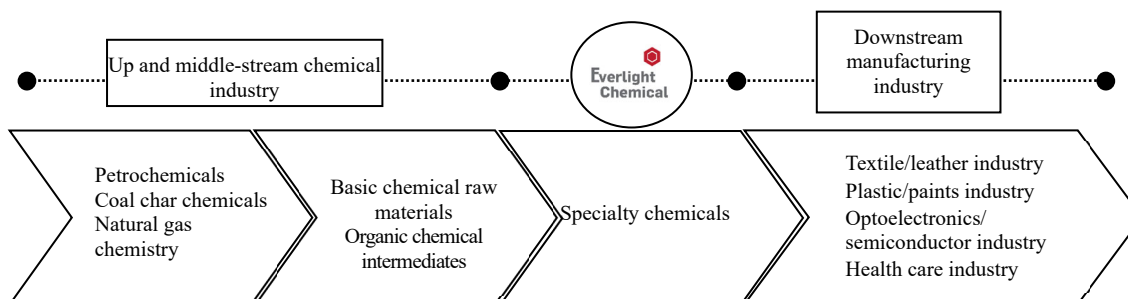 Up and middle-stream chemical
industry
Everlight
Chemical
Downstream
manufacturing
industry
Petrochemicals
Coal char chemicals
Natural gas
chemistry
Basic chemical raw
materials
Organic chemical
intermediates
Specialty chemicals
Textile/leather industry
Plastic/paints industry
Optoelectronics/
semiconductor industry
Health care industry